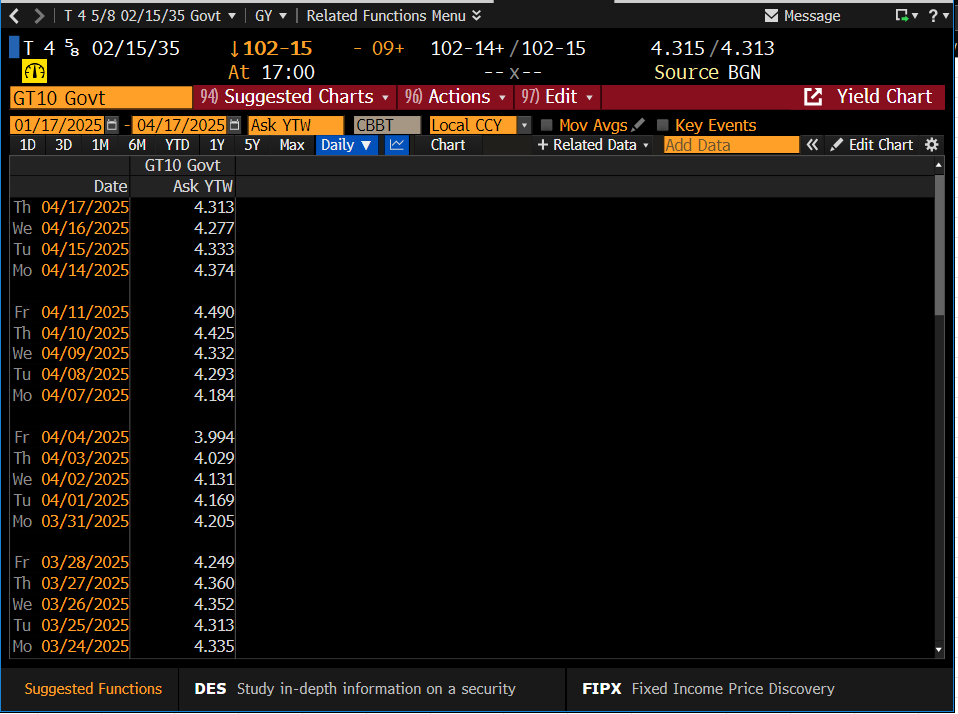 T 4 5/8 02/15/35 Govt ▼ | GY ▼ | Related Functions Menu Message ? ▼
T 4 5/8 02/15/35 ↓102-15 - 09+ 102-14+ / 102-15 4.315 / 4.313
At 17:00 -- x -- Source BGN
GT10 Govt 94) Suggested Charts ▼ 96) Actions ▼ 97) Edit ▼ Yield Chart
01/17/2025 - 04/17/2025 Ask YTW CBBT Local CCY ▼ Mov Avgs Key Events
1D 3D 1M 6M YTD 1Y 5Y Max Daily ▼ Chart + Related Data ▼ Add Data « Edit Chart
GT10 Govt
Date Ask YTW
Th 04/17/2025 4.313
We 04/16/2025 4.277
Tu 04/15/2025 4.333
Mo 04/14/2025 4.374
Fr 04/11/2025 4.490
Th 04/10/2025 4.425
We 04/09/2025 4.332
Tu 04/08/2025 4.293
Mo 04/07/2025 4.184
Fr 04/04/2025 3.994
Th 04/03/2025 4.029
We 04/02/2025 4.131
Tu 04/01/2025 4.169
Mo 03/31/2025 4.205
Fr 03/28/2025 4.249
Th 03/27/2025 4.360
We 03/26/2025 4.352
Tu 03/25/2025 4.313
Mo 03/24/2025 4.335
Suggested Functions DES Study in-depth information on a security FIPX Fixed Income Price Discovery